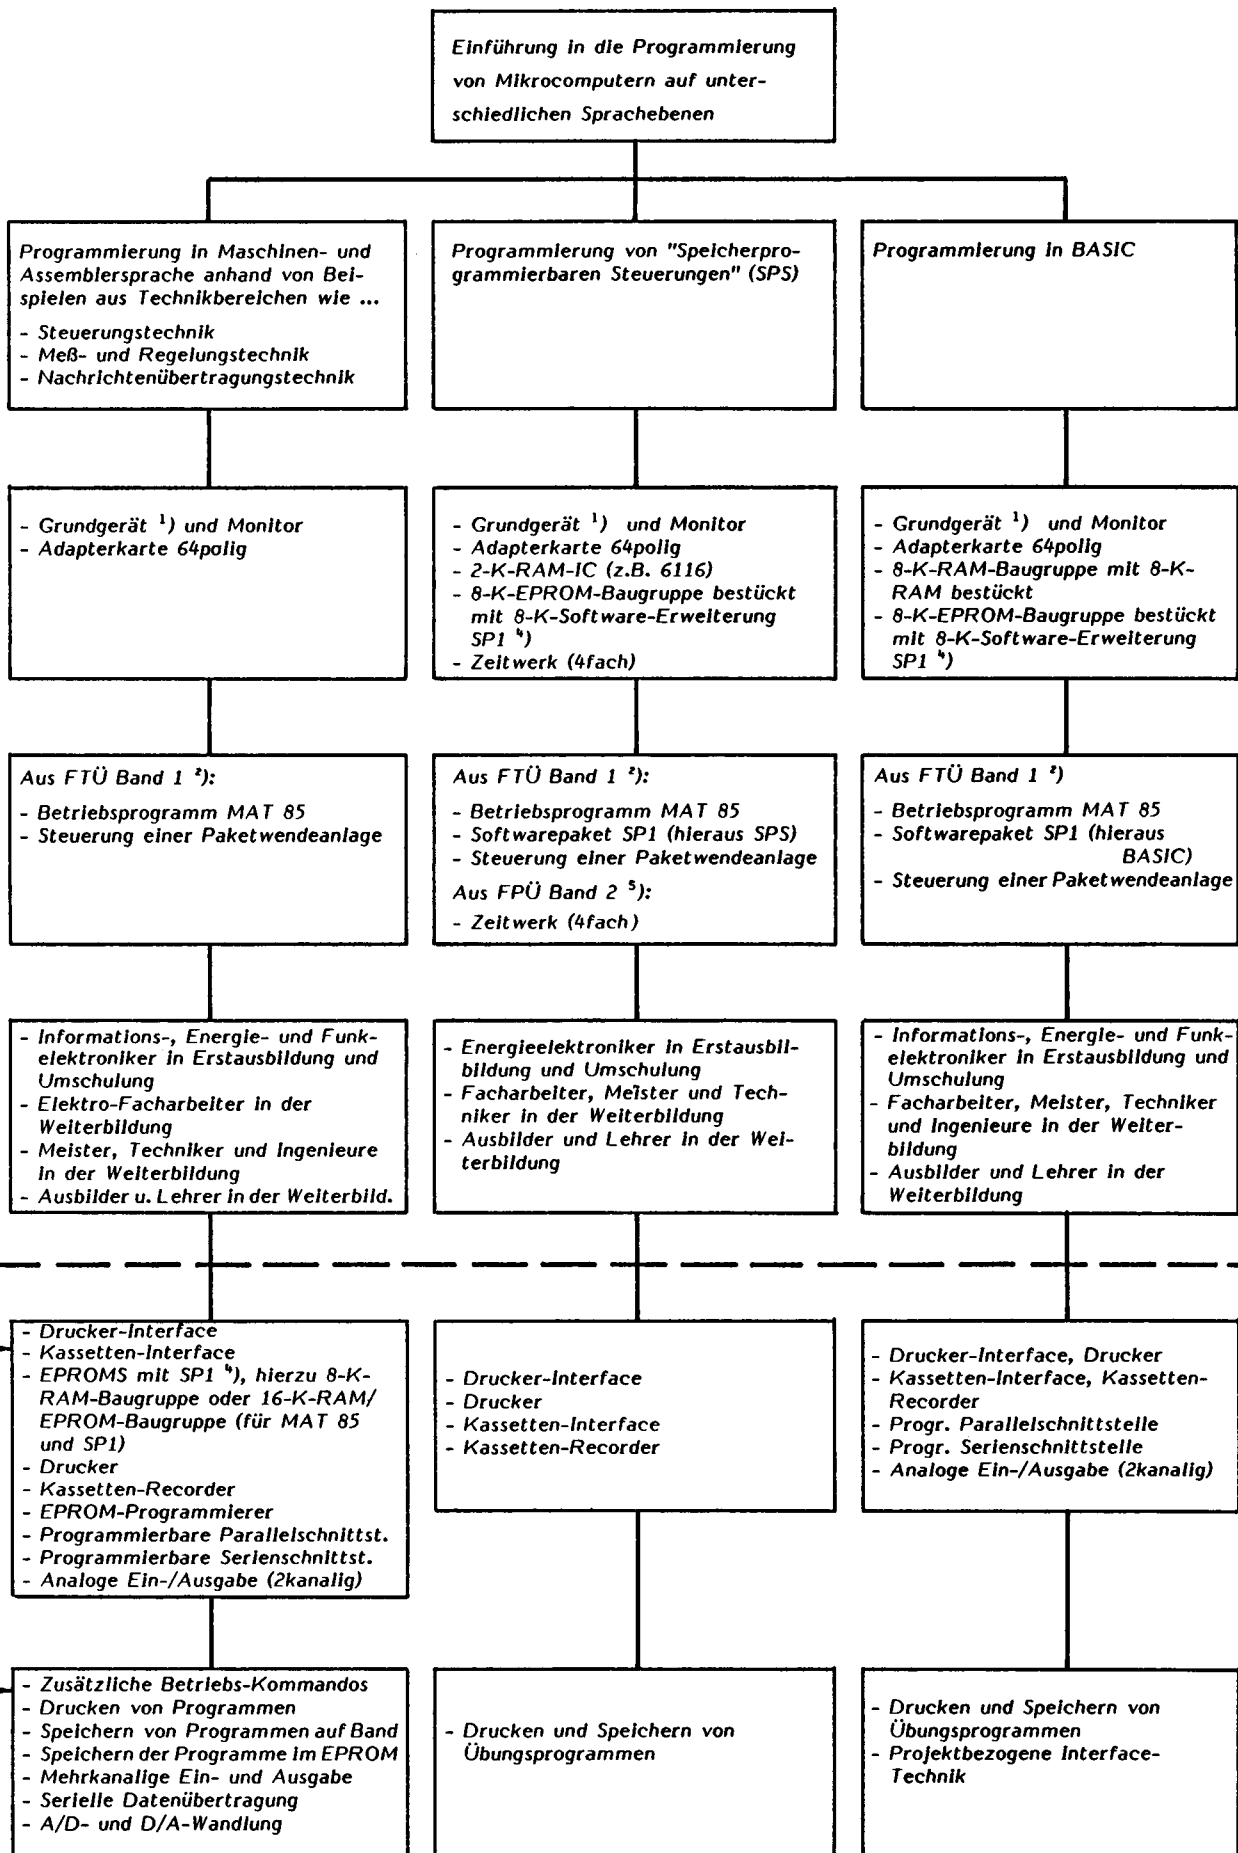 Einführung in die Programmierung
von Mikrocomputern auf unter-
schiedlichen Sprachebenen
Programmierung in Maschinen- und
Assemblersprache anhand von Bei-
spielen aus Technikbereichen wie ...
- Steuerungstechnik
- Meß- und Regelungstechnik
- Nachrichtenübertragungstechnik
Programmierung von "Speicherpro-
grammierbaren Steuerungen" (SPS)
Programmierung in BASIC
- Grundgerät ¹) und Monitor
- Adapterkarte 64polig
- Grundgerät ¹) und Monitor
- Adapterkarte 64polig
- 2-K-RAM-IC (z.B. 6116)
- 8-K-EPROM-Baugruppe bestückt
mit 8-K-Software-Erweiterung
SP1 ⁴)
- Zeitwerk (4fach)
- Grundgerät ¹) und Monitor
- Adapterkarte 64polig
- 8-K-RAM-Baugruppe mit 8-K-
RAM bestückt
- 8-K-EPROM-Baugruppe bestückt
mit 8-K-Software-Erweiterung
SP1 ⁴)
Aus FTÜ Band 1 ²):
- Betriebsprogramm MAT 85
- Steuerung einer Paketwendeanlage
Aus FTÜ Band 1 ²):
- Betriebsprogramm MAT 85
- Softwarepaket SP1 (hieraus SPS)
- Steuerung einer Paketwendeanlage
Aus FPÜ Band 2 ⁵):
- Zeitwerk (4fach)
Aus FTÜ Band 1 ²)
- Betriebsprogramm MAT 85
- Softwarepaket SP1 (hieraus
BASIC)
- Steuerung einer Paketwendeanlage
- Informations-, Energie- und Funk-
elektroniker in Erstausbildung und
Umschulung
- Elektro-Facharbeiter in der
Weiterbildung
- Meister, Techniker und Ingenieure
in der Weiterbildung
- Ausbilder u. Lehrer in der Weiterbild.
- Energieelektroniker in Erstausbil-
bildung und Umschulung
- Facharbeiter, Meister und Tech-
niker in der Weiterbildung
- Ausbilder und Lehrer in der Wei-
terbildung
- Informations-, Energie- und Funk-
elektroniker in Erstausbildung und
Umschulung
- Facharbeiter, Meister, Techniker
und Ingenieure in der Weiter-
bildung
- Ausbilder und Lehrer in der
Weiterbildung
- Drucker-Interface
- Kassetten-Interface
- EPROMS mit SP1 ⁴), hierzu 8-K-
RAM-Baugruppe oder 16-K-RAM/
EPROM-Baugruppe (für MAT 85
und SP1)
- Drucker
- Kassetten-Recorder
- EPROM-Programmierer
- Programmierbare Parallelschnittst.
- Programmierbare Serienschnittst.
- Analoge Ein-/Ausgabe (2kanalig)
- Drucker-Interface
- Drucker
- Kassetten-Interface
- Kassetten-Recorder
- Drucker-Interface, Drucker
- Kassetten-Interface, Kassetten-
Recorder
- Progr. Parallelschnittstelle
- Progr. Serienschnittstelle
- Analoge Ein-/Ausgabe (2kanalig)
- Zusätzliche Betriebs-Kommandos
- Drucken von Programmen
- Speichern von Programmen auf Band
- Speichern der Programme im EPROM
- Mehrkanalige Ein- und Ausgabe
- Serielle Datenübertragung
- A/D- und D/A-Wandlung
- Drucken und Speichern von
Übungsprogrammen
- Drucken und Speichern von
Übungsprogrammen
- Projektbezogene Interface-
Technik